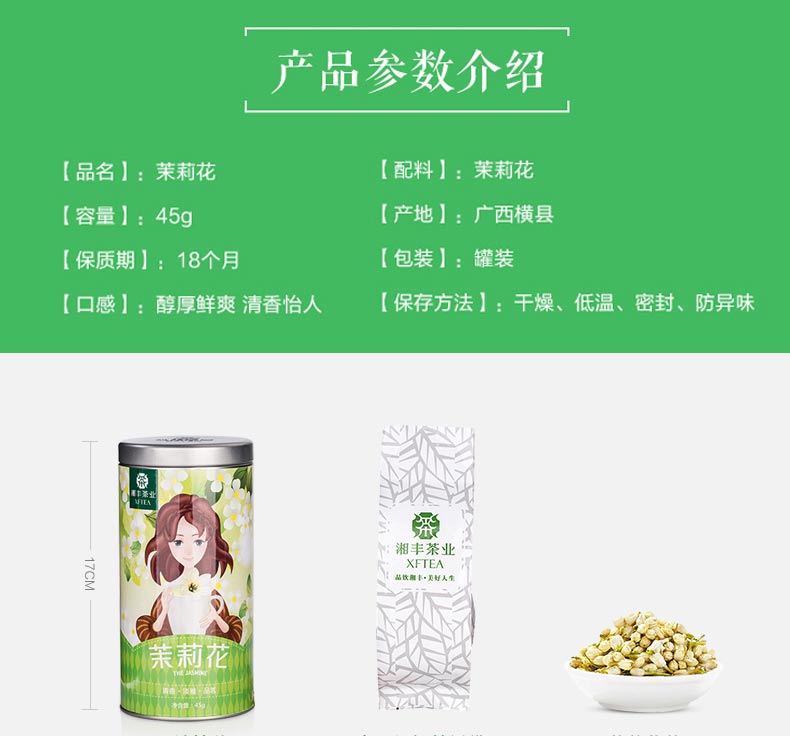 产品参数介绍
【品名】：茉莉花
【配料】：茉莉花
【容量】：45g
【产地】：广西横县
【保质期】：18个月
【包装】：罐装
【口感】：醇厚鲜爽 清香怡人
【保存方法】：干燥、低温、密封、防异味
17CM
湘丰茶业
XFTEA
茉莉花
THE JASMINE
净含量：45g
湘丰茶业
XFTEA
品饮湘丰·美好人生